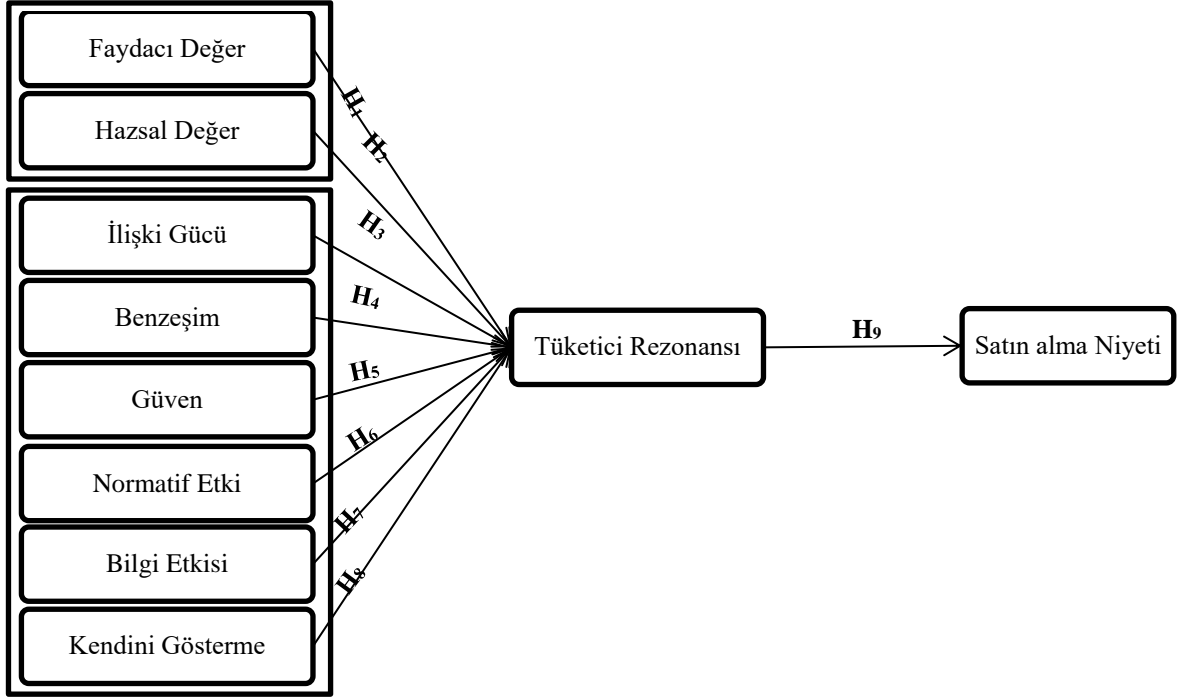 Faydacı Değer
Hazsal Değer
İlişki Gücü
Benzeşim
Güven
Normatif Etki
Bilgi Etkisi
Kendini Gösterme
H₁
H₂
H₃
H₄
H₅
H₆
H₇
H₈
Tüketici Rezonansı
H₉
Satın alma Niyeti